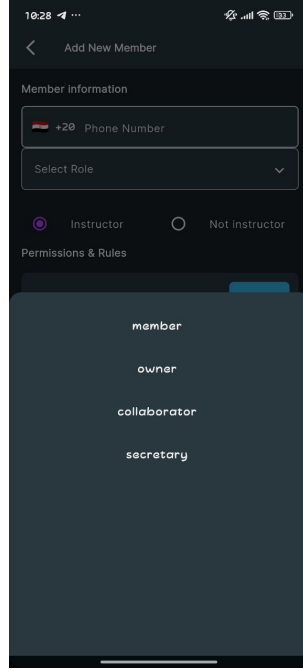 10:28
Add New Member
Member information
+20 Phone Number
Select Role
Instructor Not instructor
Permissions & Rules
member
owner
collaborator
secretary